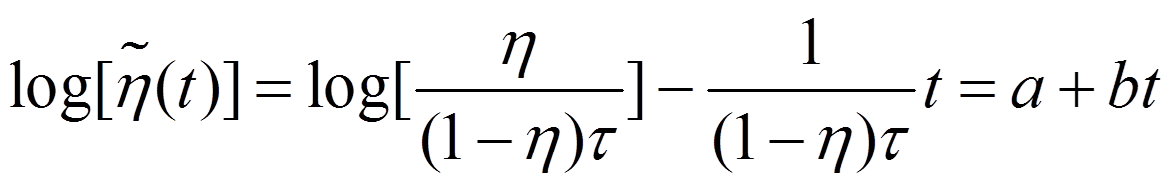 log[η̃(t)] = log[η/((1−η)τ)] − 1/((1−η)τ) t = a + bt